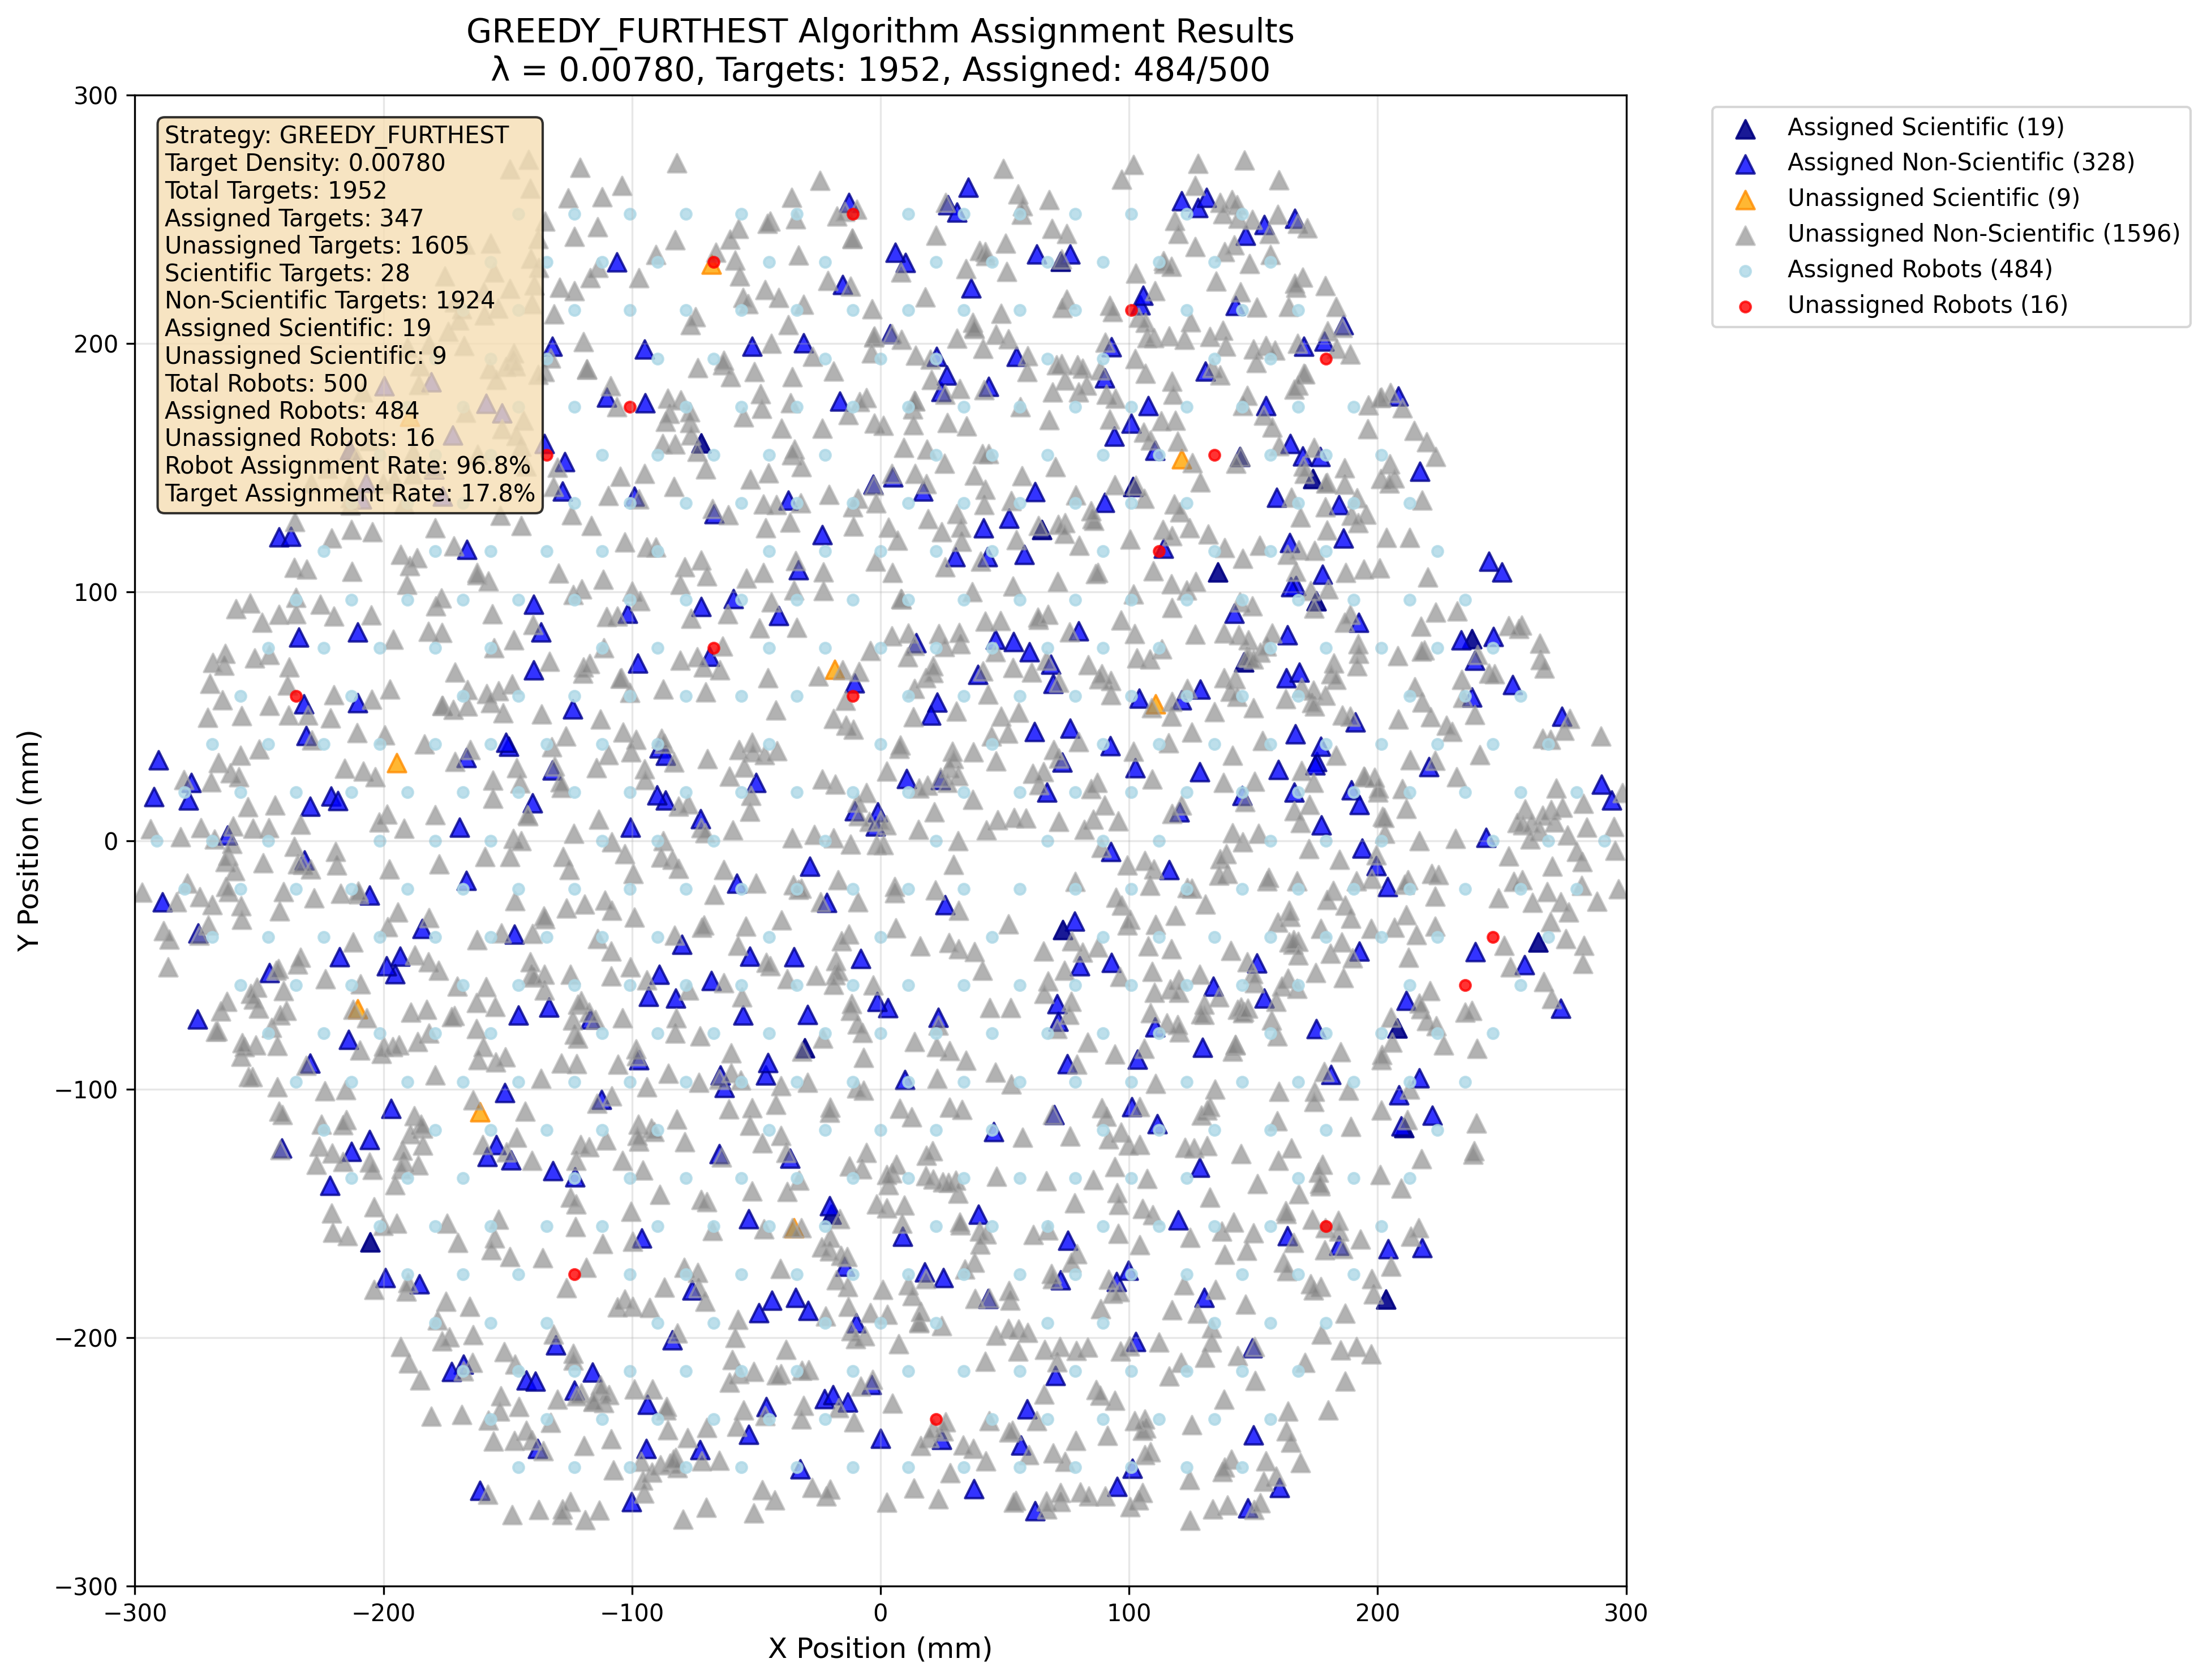 GREEDY_FURTHEST Algorithm Assignment Results
λ = 0.00780, Targets: 1952, Assigned: 484/500
Strategy: GREEDY_FURTHEST
Target Density: 0.00780
Total Targets: 1952
Assigned Targets: 347
Unassigned Targets: 1605
Scientific Targets: 28
Non-Scientific Targets: 1924
Assigned Scientific: 19
Unassigned Scientific: 9
Total Robots: 500
Assigned Robots: 484
Unassigned Robots: 16
Robot Assignment Rate: 96.8%
Target Assignment Rate: 17.8%
Assigned Scientific (19)
Assigned Non-Scientific (328)
Unassigned Scientific (9)
Unassigned Non-Scientific (1596)
Assigned Robots (484)
Unassigned Robots (16)
Y Position (mm)
300
200
100
0
−100
−200
−300
−300
−200
−100
0
100
200
300
X Position (mm)